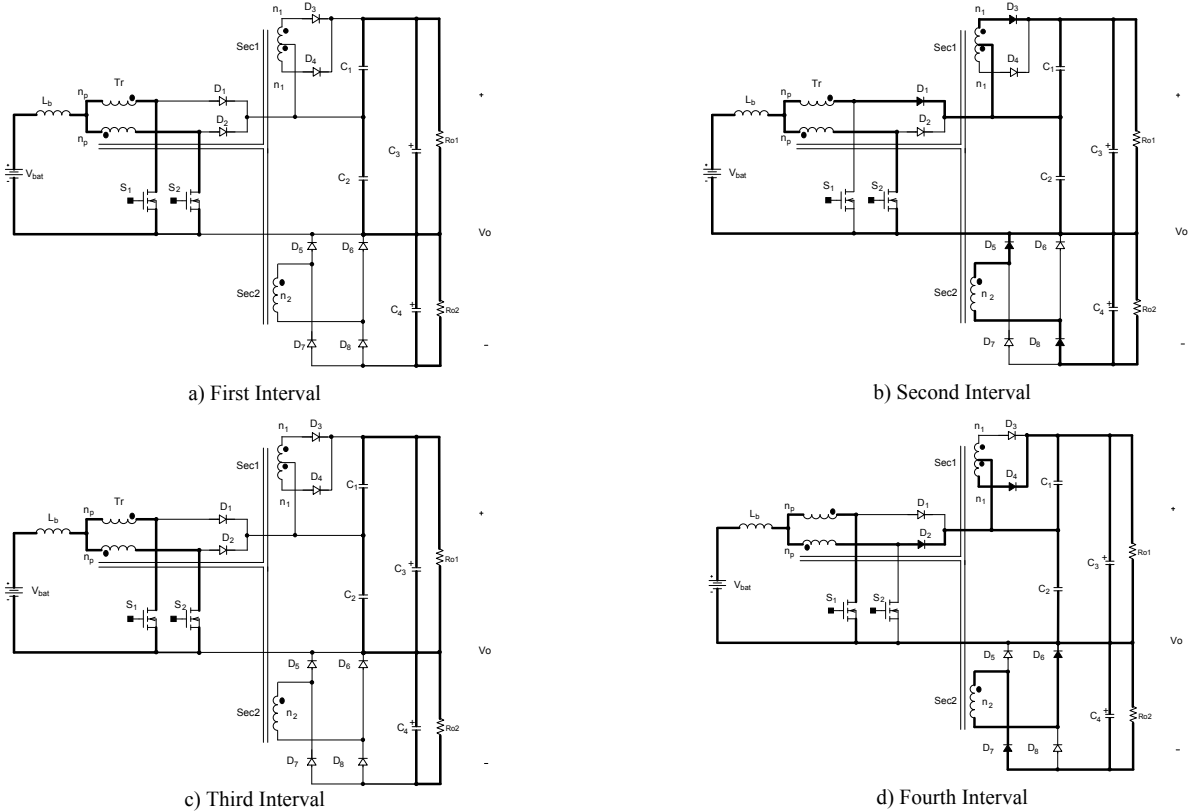 n1
D3
Sec1
D4
n1
C1
+
Tr
np
Lb
D1
D2
np
C3
Ro1
Vbat
S1
S2
C2
Vo
D5
D6
Sec2
n2
C4
Ro2
D7
D8
-
a) First Interval
n1
D3
Sec1
D4
n1
C1
+
Tr
np
Lb
D1
D2
np
C3
Ro1
Vbat
S1
S2
C2
Vo
D5
D6
Sec2
n2
C4
Ro2
D7
D8
-
b) Second Interval
n1
D3
Sec1
D4
n1
C1
+
Tr
np
Lb
D1
D2
np
C3
Ro1
Vbat
S1
S2
C2
Vo
D5
D6
Sec2
n2
C4
Ro2
D7
D8
-
c) Third Interval
n1
D3
Sec1
D4
n1
C1
+
Tr
np
Lb
D1
D2
np
C3
Ro1
Vbat
S1
S2
C2
Vo
D5
D6
Sec2
n2
C4
Ro2
D7
D8
-
d) Fourth Interval